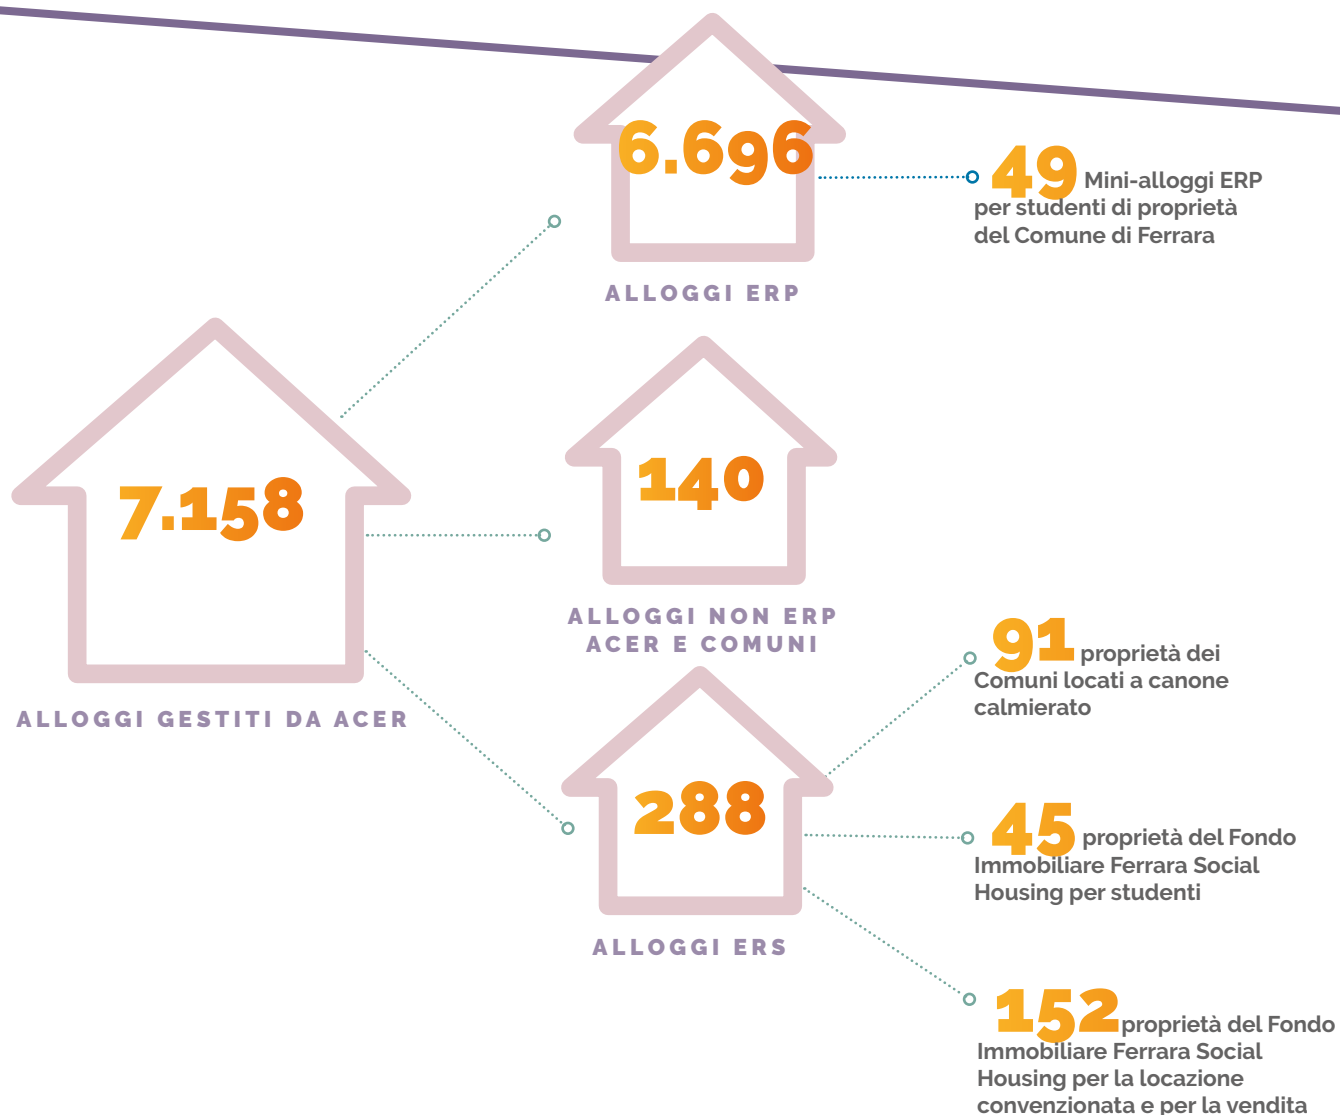 6.696
ALLOGGI ERP
49 Mini-alloggi ERP
per studenti di proprietà
del Comune di Ferrara
7.158
ALLOGGI GESTITI DA ACER
140
ALLOGGI NON ERP
ACER E COMUNI
288
ALLOGGI ERS
91 proprietà dei
Comuni locati a canone
calmierato
45 proprietà del Fondo
Immobiliare Ferrara Social
Housing per studenti
152 proprietà del Fondo
Immobiliare Ferrara Social
Housing per la locazione
convenzionata e per la vendita